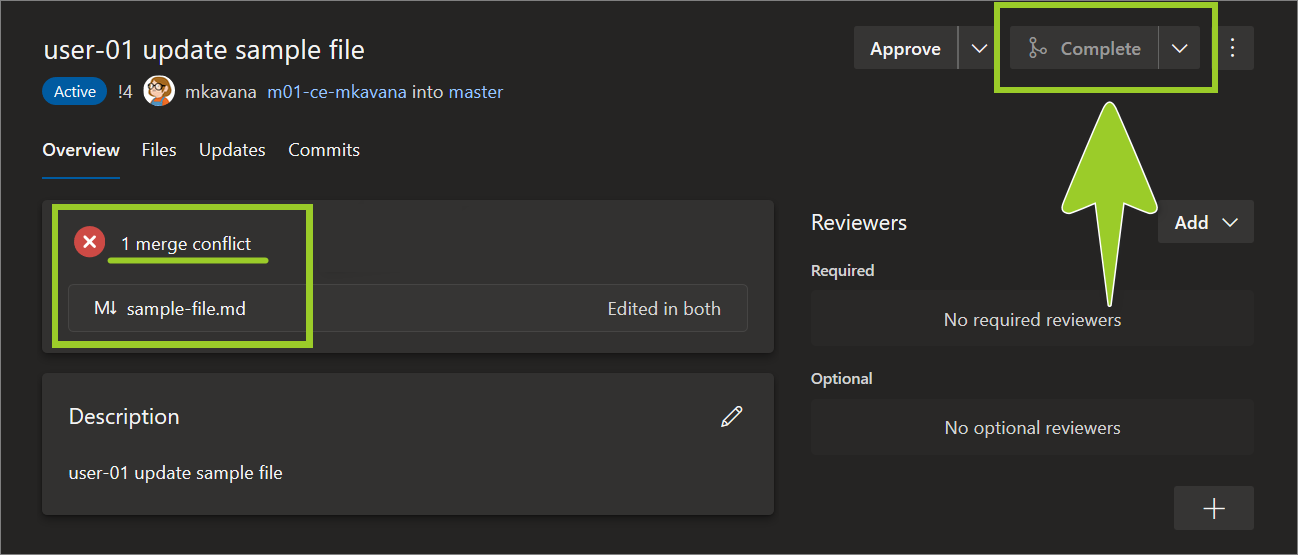 user-01 update sample file
Approve
Complete
Active !4 mkavana m01-ce-mkavana into master
Overview Files Updates Commits
1 merge conflict
M↓ sample-file.md Edited in both
Description
user-01 update sample file
Reviewers
Add
Required
No required reviewers
Optional
No optional reviewers